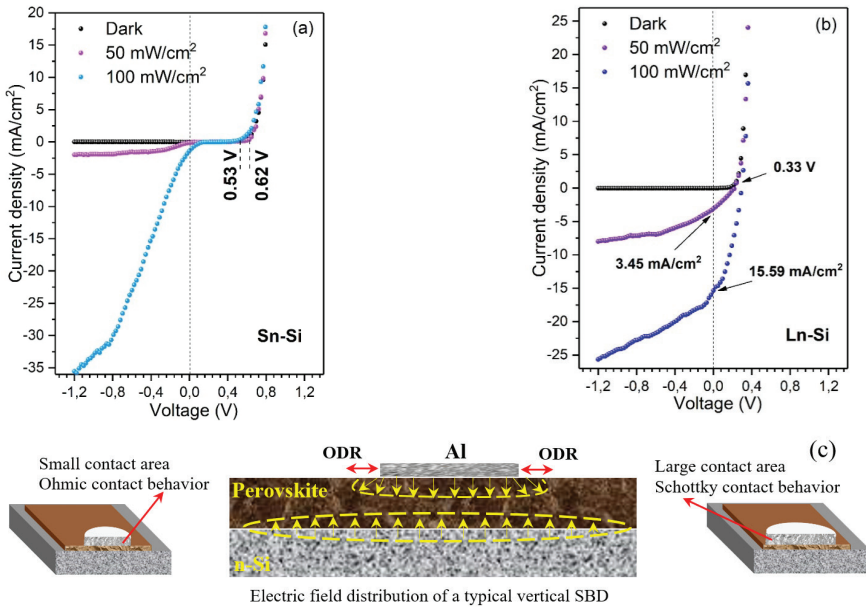 (a)
Dark
50 mW/cm²
100 mW/cm²
20
15
10
5
0
-5
-10
-15
-20
-25
-30
-35
Current density (mA/cm²)
0.53 V
0.62 V
Sn-Si
-1,2 -0,8 -0,4 0,0 0,4 0,8 1,2
Voltage (V)
(b)
Dark
50 mW/cm²
100 mW/cm²
25
20
15
10
5
0
-5
-10
-15
-20
-25
Current density (mA/cm²)
0.33 V
3.45 mA/cm²
15.59 mA/cm²
Ln-Si
-1,2 -0,8 -0,4 0,0 0,4 0,8 1,2
Voltage (V)
(c)
Small contact area
Ohmic contact behavior
ODR Al ODR
Perovskite
n-Si
Electric field distribution of a typical vertical SBD
Large contact area
Schottky contact behavior